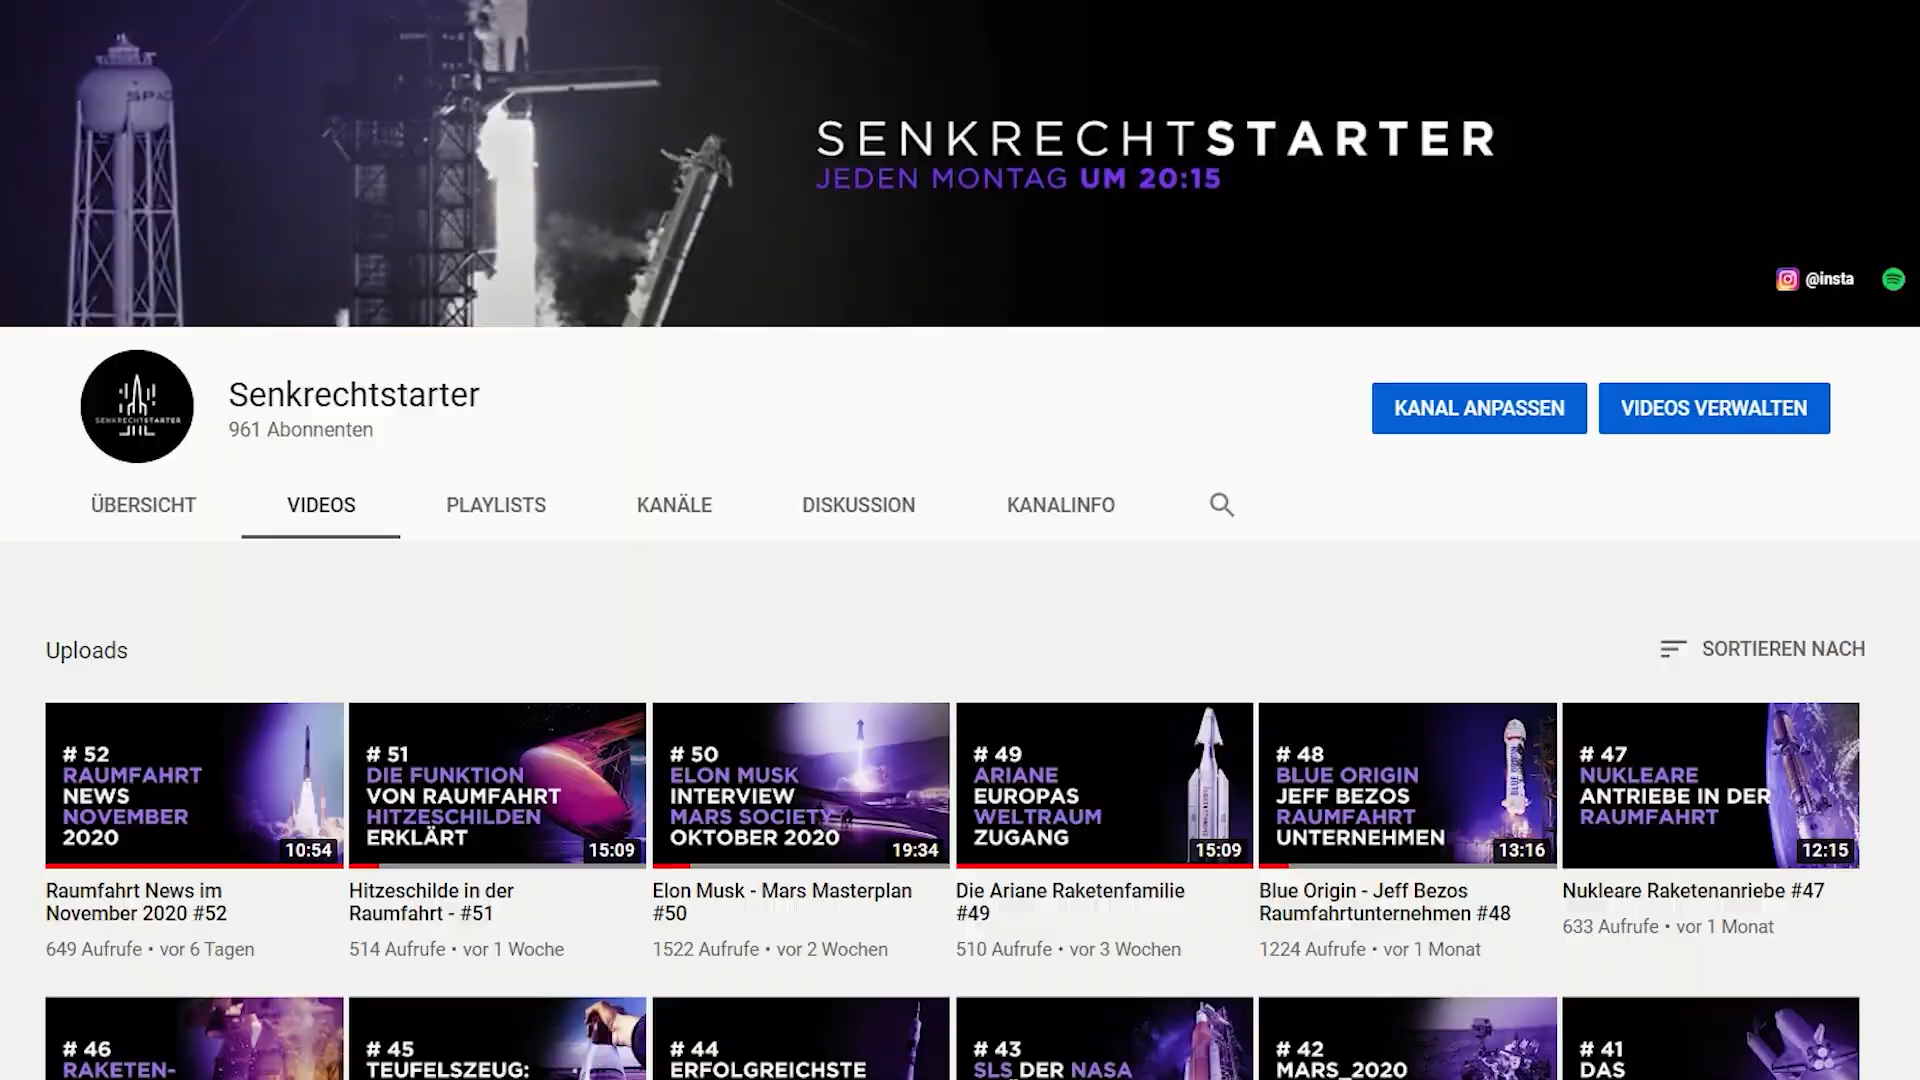 SPAC
SENKRECHTSTARTER
JEDEN MONTAG UM 20:15
@insta
SENKRECHTSTARTER
Senkrechtstarter
961 Abonnenten
KANAL ANPASSEN
VIDEOS VERWALTEN
ÜBERSICHT
VIDEOS
PLAYLISTS
KANÄLE
DISKUSSION
KANALINFO
Uploads
SORTIEREN NACH
# 52
RAUMFAHRT
NEWS
NOVEMBER
2020
10:54
Raumfahrt News im
November 2020 #52
649 Aufrufe • vor 6 Tagen
# 51
DIE FUNKTION
VON RAUMFAHRT
HITZESCHILDEN
ERKLÄRT
15:09
Hitzeschilde in der
Raumfahrt - #51
514 Aufrufe • vor 1 Woche
# 50
ELON MUSK
INTERVIEW
MARS SOCIETY
OKTOBER 2020
19:34
Elon Musk - Mars Masterplan
#50
1522 Aufrufe • vor 2 Wochen
# 49
ARIANE
EUROPAS
WELTRAUM
ZUGANG
15:09
Die Ariane Raketenfamilie
#49
510 Aufrufe • vor 3 Wochen
# 48
BLUE ORIGIN
JEFF BEZOS
RAUMFAHRT
UNTERNEHMEN
BLUE ORIGIN
13:16
Blue Origin - Jeff Bezos
Raumfahrtunternehmen #48
1224 Aufrufe • vor 1 Monat
# 47
NUKLEARE
ANTRIEBE IN DER
RAUMFAHRT
12:15
Nukleare Raketenanriebe #47
633 Aufrufe • vor 1 Monat
# 46
RAKETEN-
# 45
TEUFELSZEUG:
# 44
ERFOLGREICHSTE
# 43
SLS DER NASA
# 42
MARS_2020
# 41
DAS